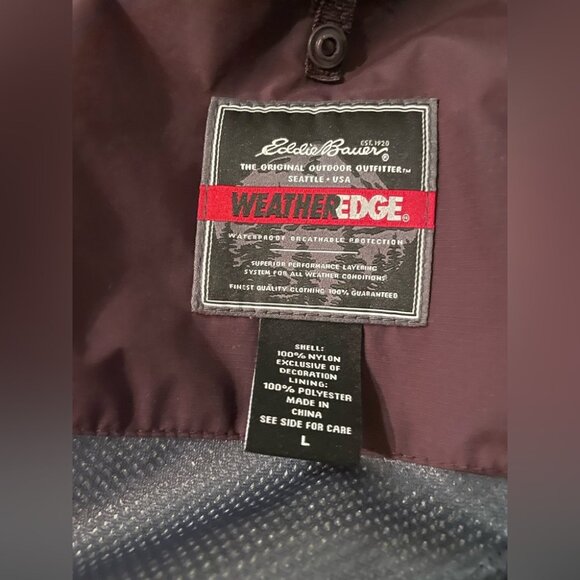 Eddie Bauer®
EST. 1920
THE ORIGINAL OUTDOOR OUTFITTER™
SEATTLE • USA
WEATHEREDGE®
WATERPROOF BREATHABLE PROTECTION
SUPERIOR PERFORMANCE LAYERING
SYSTEM FOR ALL WEATHER CONDITIONS
FINEST QUALITY CLOTHING 100% GUARANTEED
SHELL:
100% NYLON
EXCLUSIVE OF
DECORATION
LINING:
100% POLYESTER
MADE IN
CHINA
SEE SIDE FOR CARE
L